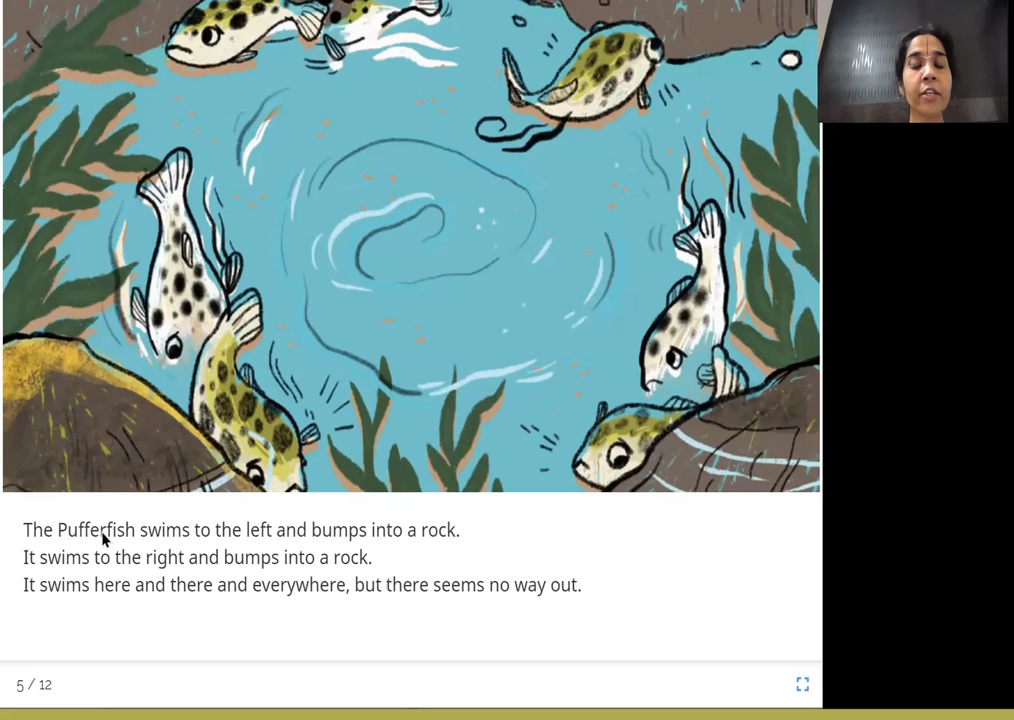 The Pufferfish swims to the left and bumps into a rock.
It swims to the right and bumps into a rock.
It swims here and there and everywhere, but there seems no way out.
5 / 12